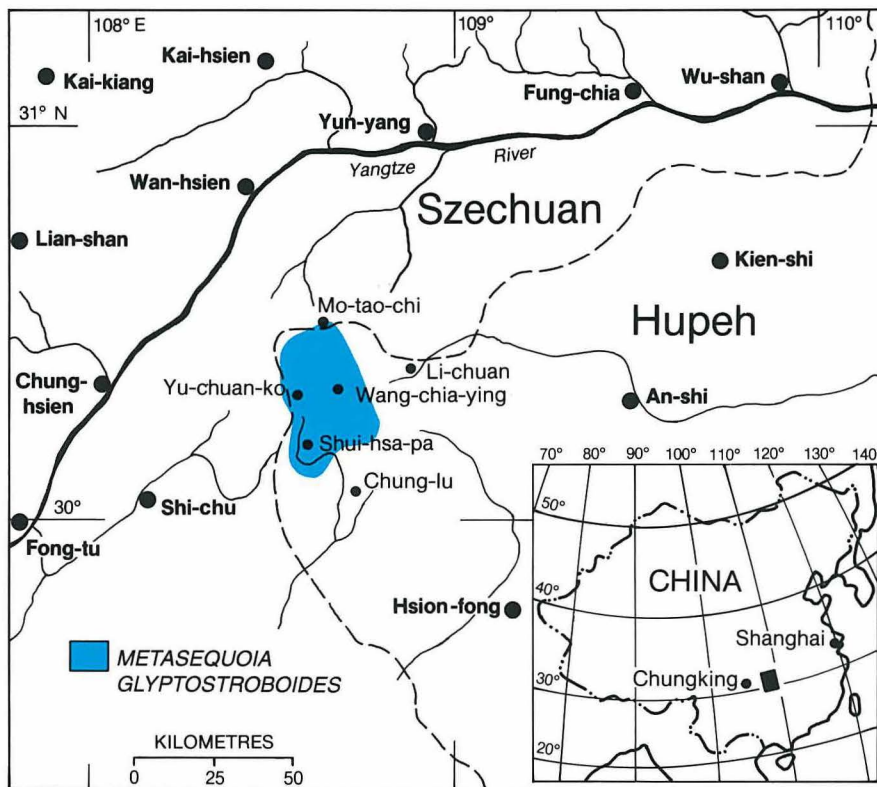 108° E
109°
110°
Kai-hsien
Kai-kiang
Wu-shan
Fung-chia
31° N
Yun-yang
Yangtze
River
Wan-hsien
Szechuan
Lian-shan
Kien-shi
Mo-tao-chi
Hupeh
Li-chuan
Chung-
hsien
Yu-chuan-ko
Wang-chia-ying
An-shi
Shui-hsa-pa
Chung-lu
30°
Shi-chu
Fong-tu
Hsion-fong
METASEQUOIA
GLYPTOSTROBOIDES
KILOMETRES
0 25 50
70° 80° 90° 100° 110° 120° 130° 140°
50°
40°
30°
20°
CHINA
Shanghai
Chungking